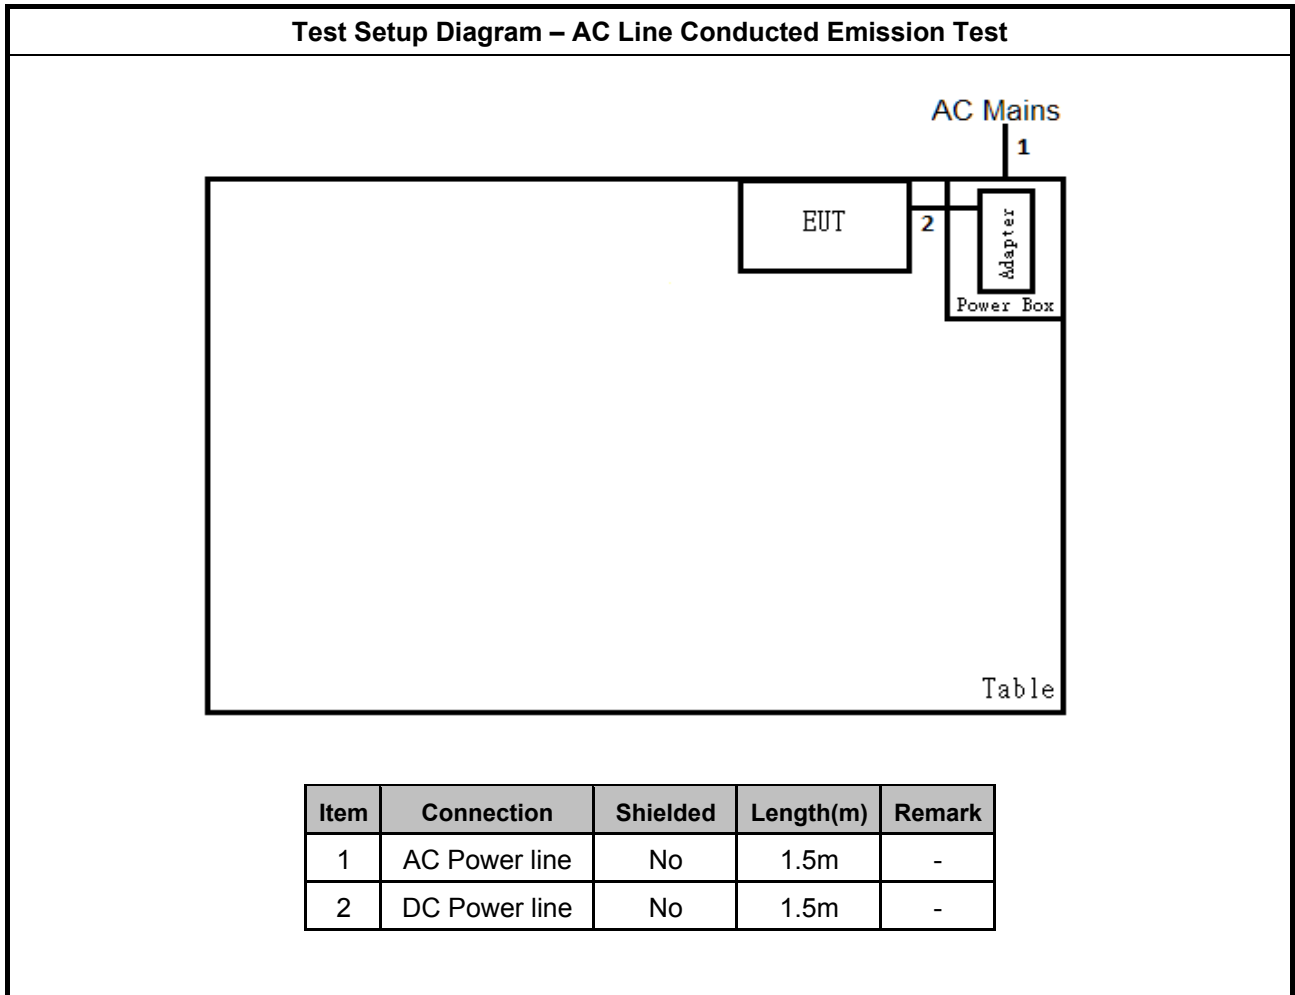 Test Setup Diagram – AC Line Conducted Emission Test
AC Mains
1
EUT
2
Adapter
Power Box
Table
Item Connection Shielded Length(m) Remark
1 AC Power line No 1.5m -
2 DC Power line No 1.5m -